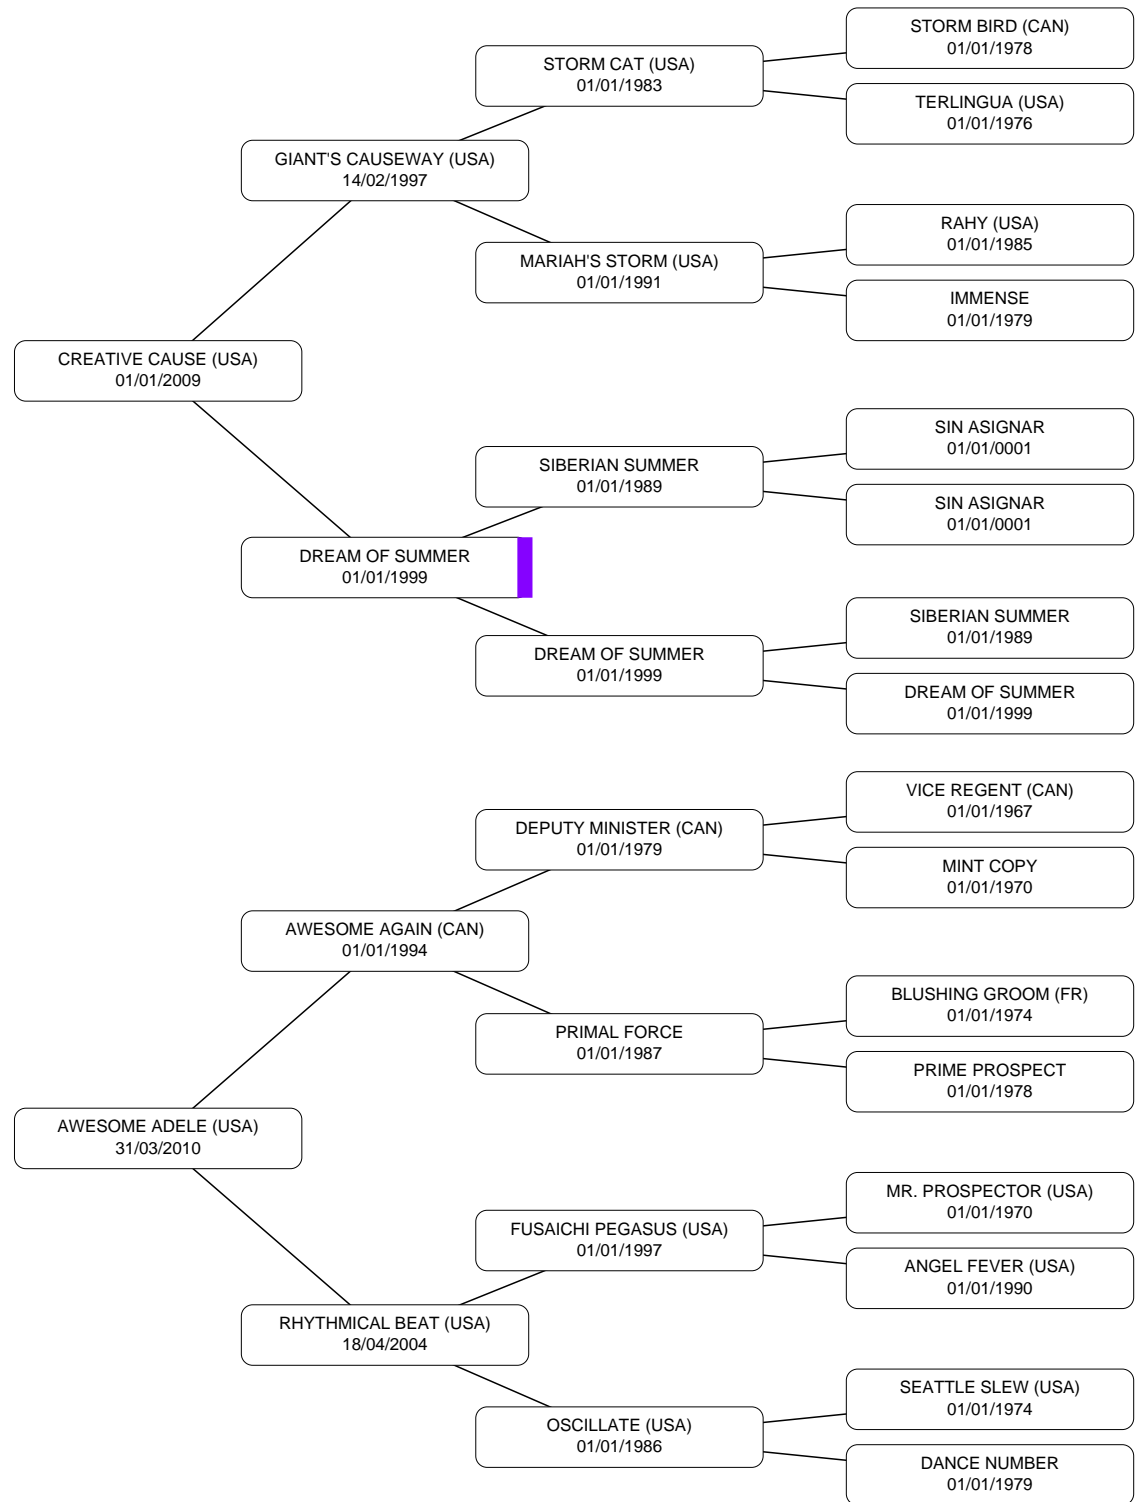 STORM BIRD (CAN)
01/01/1978
STORM CAT (USA)
01/01/1983
TERLINGUA (USA)
01/01/1976
GIANT'S CAUSEWAY (USA)
14/02/1997
RAHY (USA)
01/01/1985
MARIAH'S STORM (USA)
01/01/1991
IMMENSE
01/01/1979
CREATIVE CAUSE (USA)
01/01/2009
SIN ASIGNAR
01/01/0001
SIBERIAN SUMMER
01/01/1989
SIN ASIGNAR
01/01/0001
DREAM OF SUMMER
01/01/1999
SIBERIAN SUMMER
01/01/1989
DREAM OF SUMMER
01/01/1999
DREAM OF SUMMER
01/01/1999
VICE REGENT (CAN)
01/01/1967
DEPUTY MINISTER (CAN)
01/01/1979
MINT COPY
01/01/1970
AWESOME AGAIN (CAN)
01/01/1994
BLUSHING GROOM (FR)
01/01/1974
PRIMAL FORCE
01/01/1987
PRIME PROSPECT
01/01/1978
AWESOME ADELE (USA)
31/03/2010
MR. PROSPECTOR (USA)
01/01/1970
FUSAICHI PEGASUS (USA)
01/01/1997
ANGEL FEVER (USA)
01/01/1990
RHYTHMICAL BEAT (USA)
18/04/2004
SEATTLE SLEW (USA)
01/01/1974
OSCILLATE (USA)
01/01/1986
DANCE NUMBER
01/01/1979